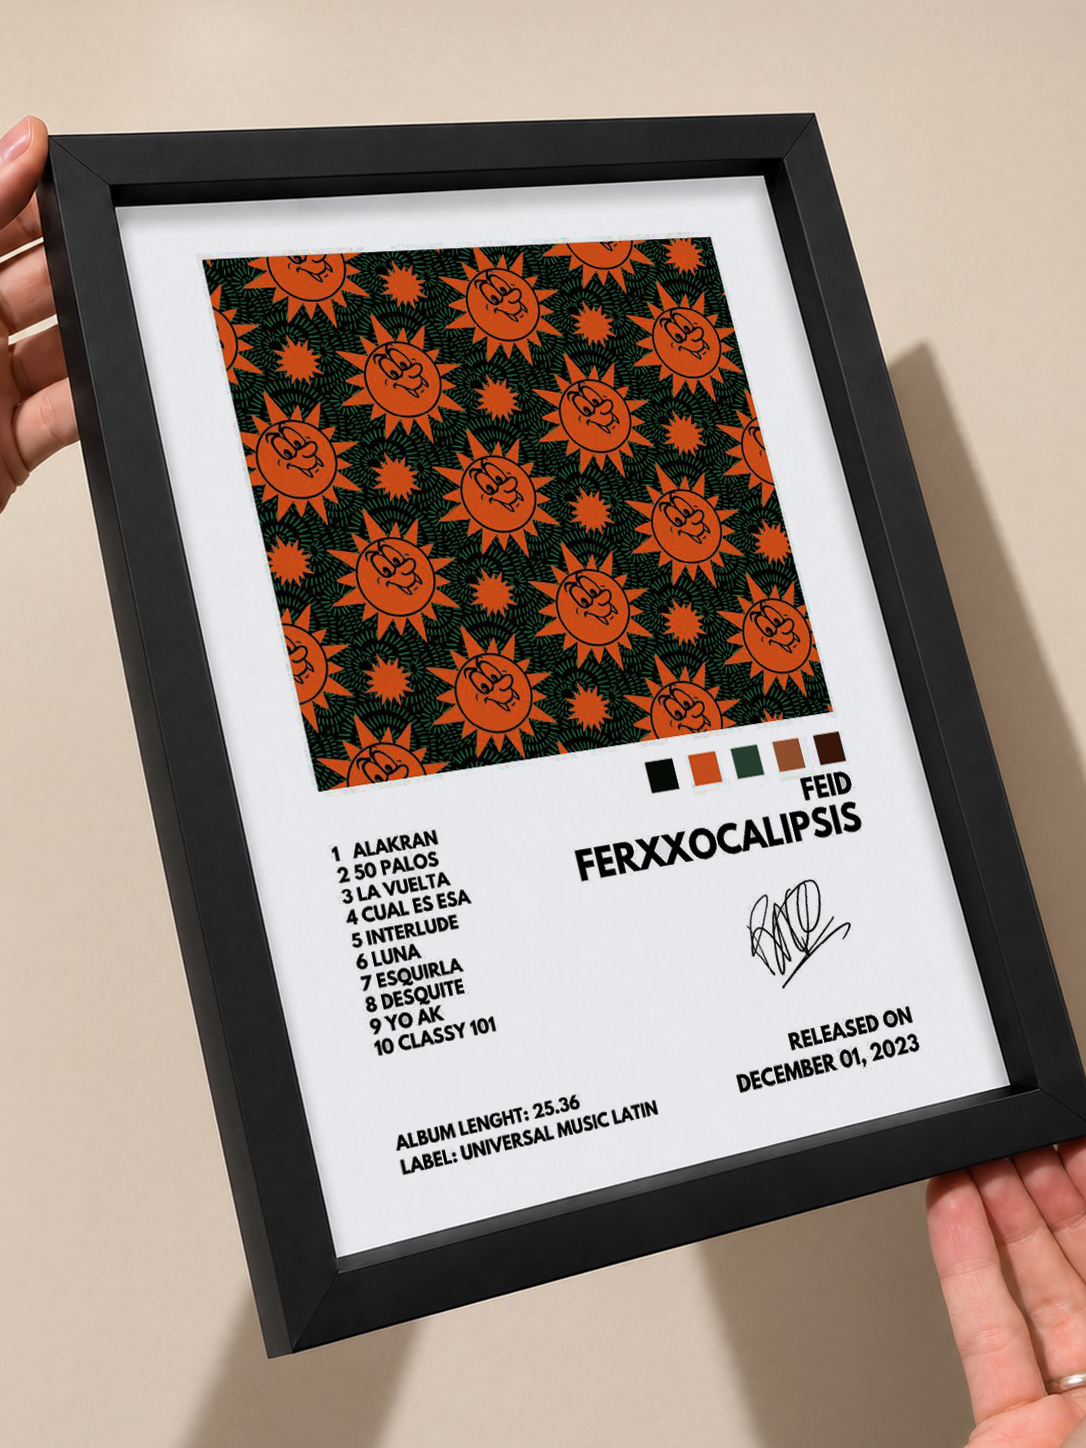 FEID
FERXXOCALIPSIS
1 ALAKRAN
2 50 PALOS
3 LA VUELTA
4 CUAL ES ESA
5 INTERLUDE
6 LUNA
7 ESQUIRLA
8 DESQUITE
9 YO AK
10 CLASSY 101
RELEASED ON
DECEMBER 01, 2023
ALBUM LENGHT: 25.36
LABEL: UNIVERSAL MUSIC LATIN